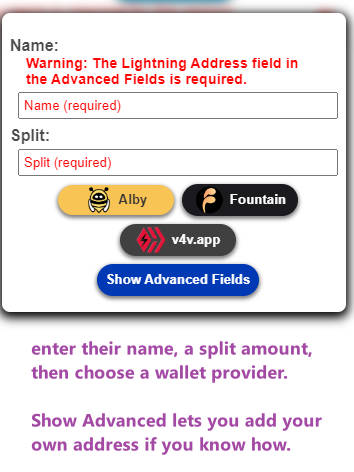 Name:
Warning: The Lightning Address field in
the Advanced Fields is required.
Name (required)
Split:
Split (required)
Alby
Fountain
v4v.app
Show Advanced Fields
enter their name, a split amount,
then choose a wallet provider.
Show Advanced lets you add your
own address if you know how.